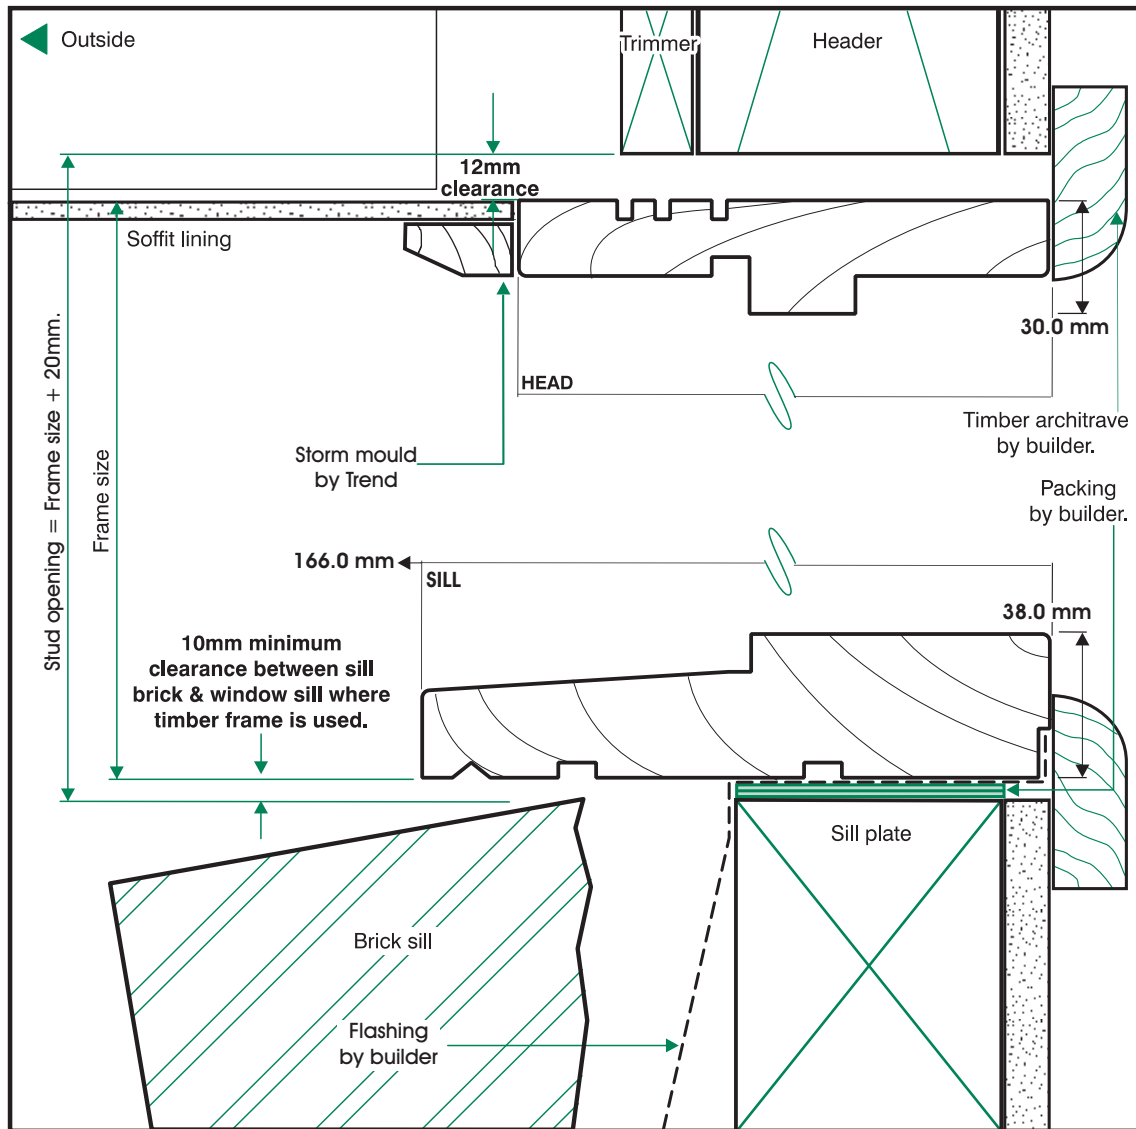 Outside
Trimmer
Header
12mm
clearance
Soffit lining
30.0 mm
HEAD
Stud opening = Frame size + 20mm.
Frame size
Storm mould
by Trend
Timber architrave
by builder.
Packing
by builder.
166.0 mm
SILL
38.0 mm
10mm minimum
clearance between sill
brick & window sill where
timber frame is used.
Sill plate
Brick sill
Flashing
by builder